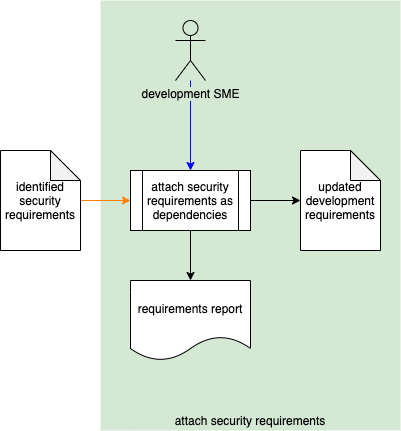 development SME
identified
security
requirements
attach security
requirements as
dependencies
updated
development
requirements
requirements report
attach security requirements